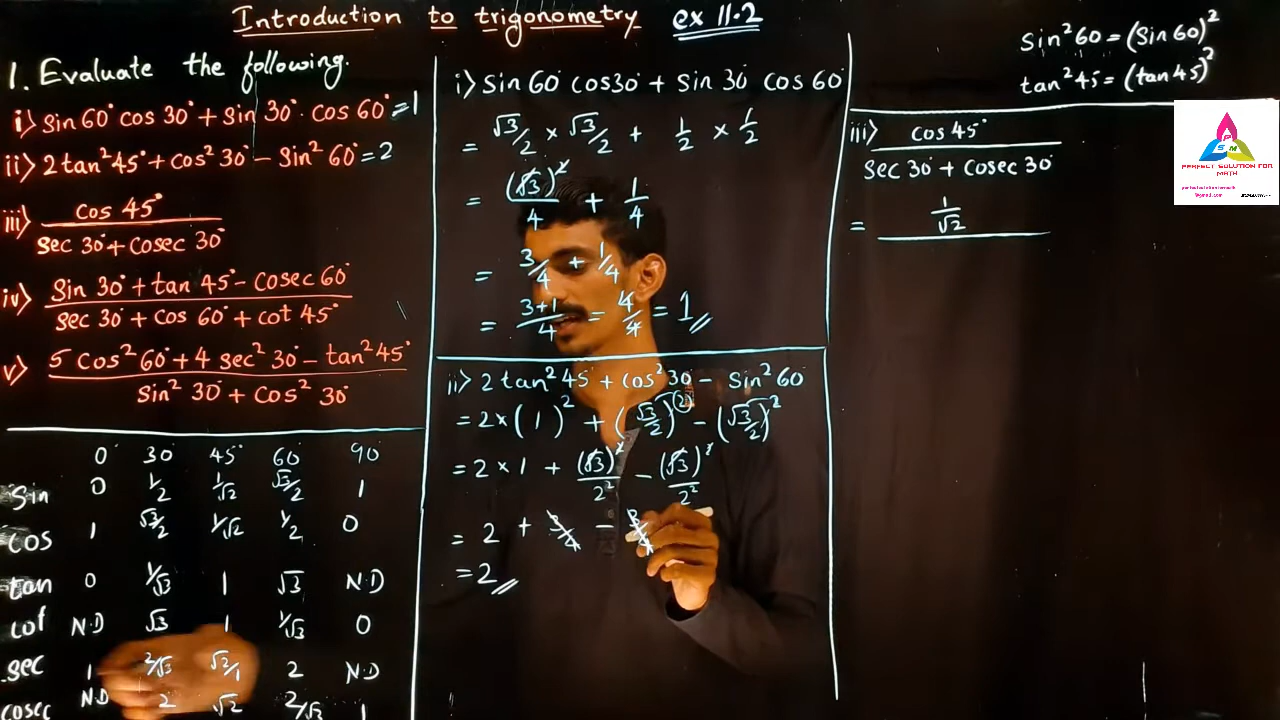 Introduction to trigonometry ex 11.2
1. Evaluate the following.
i) sin 60° cos 30° + sin 30° . cos 60° = 1
ii) 2 tan² 45° + cos² 30° - sin² 60° = 2
iii) cos 45°
sec 30° + cosec 30°
iv) sin 30° + tan 45° - cosec 60°
sec 30° + cos 60° + cot 45°
v) 5 cos² 60° + 4 sec² 30° - tan² 45°
sin² 30° + cos² 30°
0° 30° 45° 60° 90
sin 0 1/2 1/√2 √3/2 1
cos 1 √3/2 1/√2 1/2 0
tan 0 1/√3 1 √3 N.D
cot N.D √3 1 1/√3 0
sec 1 2/√3 √2/1 2 N.D
cosec N.D 2 √2 2/√3 1
i) sin 60° cos 30° + sin 30° cos 60°
= √3/2 × √3/2 + 1/2 × 1/2
= (√3)²/4 + 1/4
= 3/4 + 1/4
= 3+1/4 = 4/4 = 1//
ii) 2 tan² 45° + cos² 30° - sin² 60°
= 2 × (1)² + (√3/2)² - (√3/2)²
= 2 × 1 + (√3)²/2² - (√3)²/2²
= 2 + 3/4 - 3/4
= 2//
sin² 60 = (sin 60)²
tan² 45 = (tan 45)²
iii) cos 45°
sec 30° + cosec 30°
= 1/√2
P
S M
PERFECT SOLUTION FOR
MATH